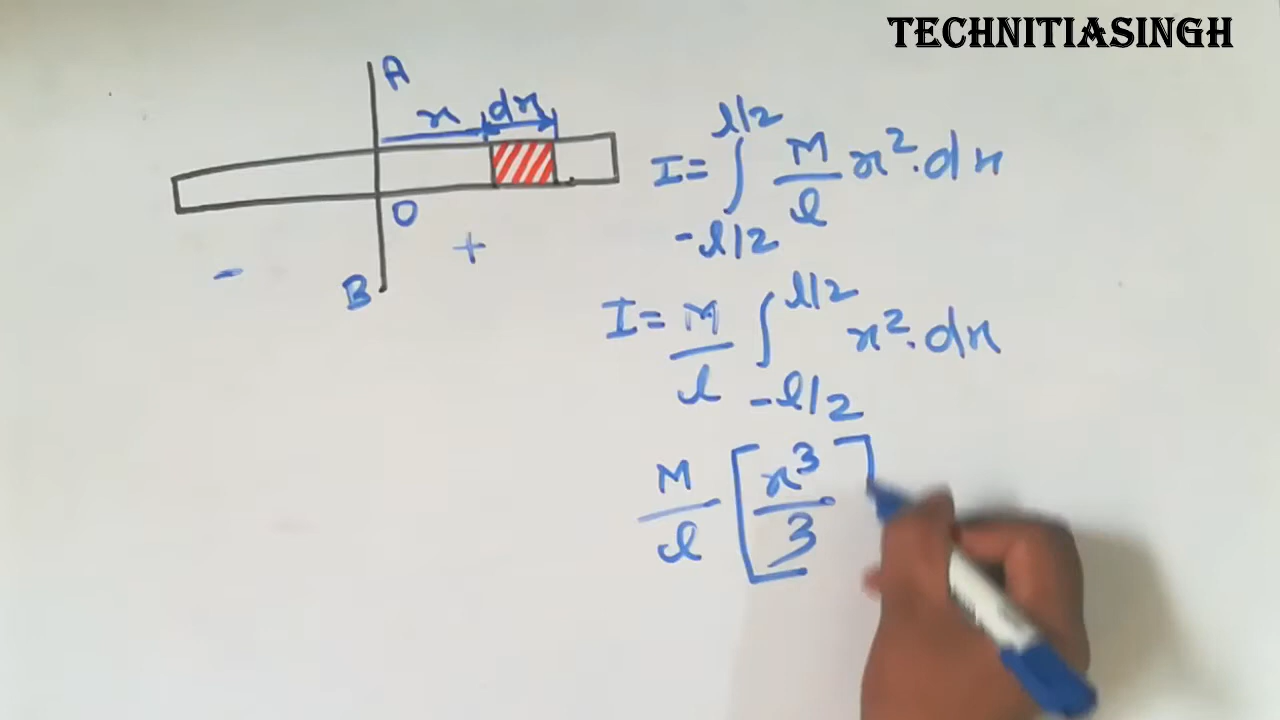 TECHNITIASINGH
A
x dx
O
- +
B
I = ∫_{-l/2}^{l/2} M/l x². dx
I = M/l ∫_{-l/2}^{l/2} x². dx
M/l [x³/3]